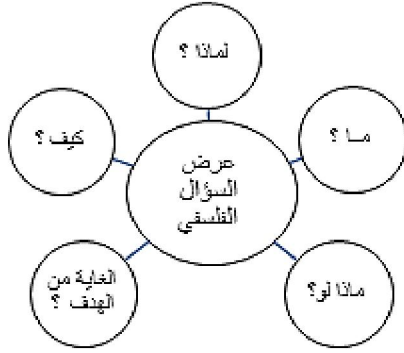 لماذا ؟
مـا ؟
كيف ؟
عرض
السؤال
الفلسفي
الغاية من
الهدف ؟
ماذا لو؟